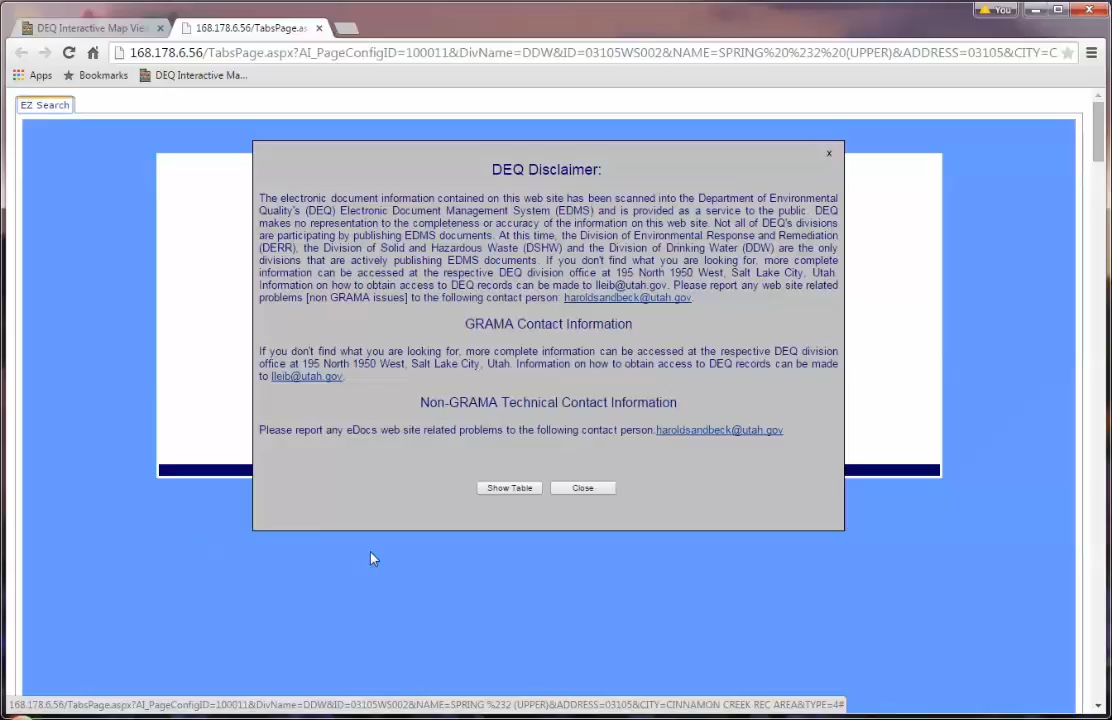 DEQ Interactive Map View
168.178.6.56/TabsPage.as
You
168.178.6.56/TabsPage.aspx?AI_PageConfigID=100011&DivName=DDW&ID=03105WS002&NAME=SPRING%20%232%20(UPPER)&ADDRESS=03105&CITY=C
Apps
Bookmarks
DEQ Interactive Ma...
EZ Search
x
DEQ Disclaimer:
The electronic document information contained on this web site has been scanned into the Department of Environmental
Quality's (DEQ) Electronic Document Management System (EDMS) and is provided as a service to the public. DEQ
makes no representation to the completeness or accuracy of the information on this web site. Not all of DEQ's divisions
are participating by publishing EDMS documents. At this time, the Division of Environmental Response and Remediation
(DERR), the Division of Solid and Hazardous Waste (DSHW) and the Division of Drinking Water (DDW) are the only
divisions that are actively publishing EDMS documents. If you don't find what you are looking for, more complete
information can be accessed at the respective DEQ division office at 195 North 1950 West, Salt Lake City, Utah.
Information on how to obtain access to DEQ records can be made to lleib@utah.gov. Please report any web site related
problems [non GRAMA issues] to the following contact person: haroldsandbeck@utah.gov.
GRAMA Contact Information
If you don't find what you are looking for, more complete information can be accessed at the respective DEQ division
office at 195 North 1950 West, Salt Lake City, Utah. Information on how to obtain access to DEQ records can be made
to lleib@utah.gov.
Non-GRAMA Technical Contact Information
Please report any eDocs web site related problems to the following contact person:haroldsandbeck@utah.gov
Show Table
Close
168.178.6.56/TabsPage.aspx?AI_PageConfigID=100011&DivName=DDW&ID=03105WS002&NAME=SPRING %232 (UPPER)&ADDRESS=03105&CITY=CINNAMON CREEK REC AREA&TYPE=4#